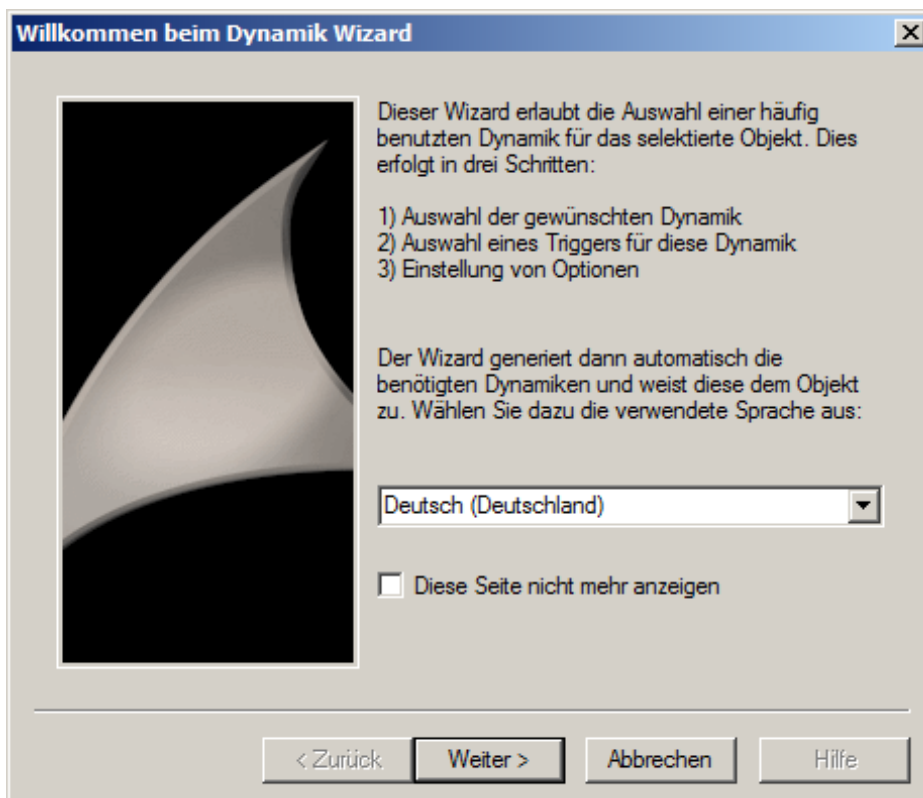 Willkommen beim Dynamik Wizard
Dieser Wizard erlaubt die Auswahl einer häufig
benutzten Dynamik für das selektierte Objekt. Dies
erfolgt in drei Schritten:
1) Auswahl der gewünschten Dynamik
2) Auswahl eines Triggers für diese Dynamik
3) Einstellung von Optionen
Der Wizard generiert dann automatisch die
benötigten Dynamiken und weist diese dem Objekt
zu. Wählen Sie dazu die verwendete Sprache aus:
Deutsch (Deutschland)
Diese Seite nicht mehr anzeigen
< Zurück Weiter > Abbrechen Hilfe